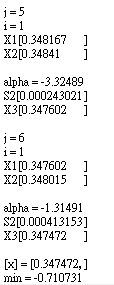 j = 5
i = 1
X1[0.348167 ]
X2[0.34841 ]
alpha = -3.32489
S2[0.000243021]
X3[0.347602 ]
j = 6
i = 1
X1[0.347602 ]
X2[0.348015 ]
alpha = -1.31491
S2[0.000413153]
X3[0.347472 ]
[x] = [0.347472, ]
min = -0.710731